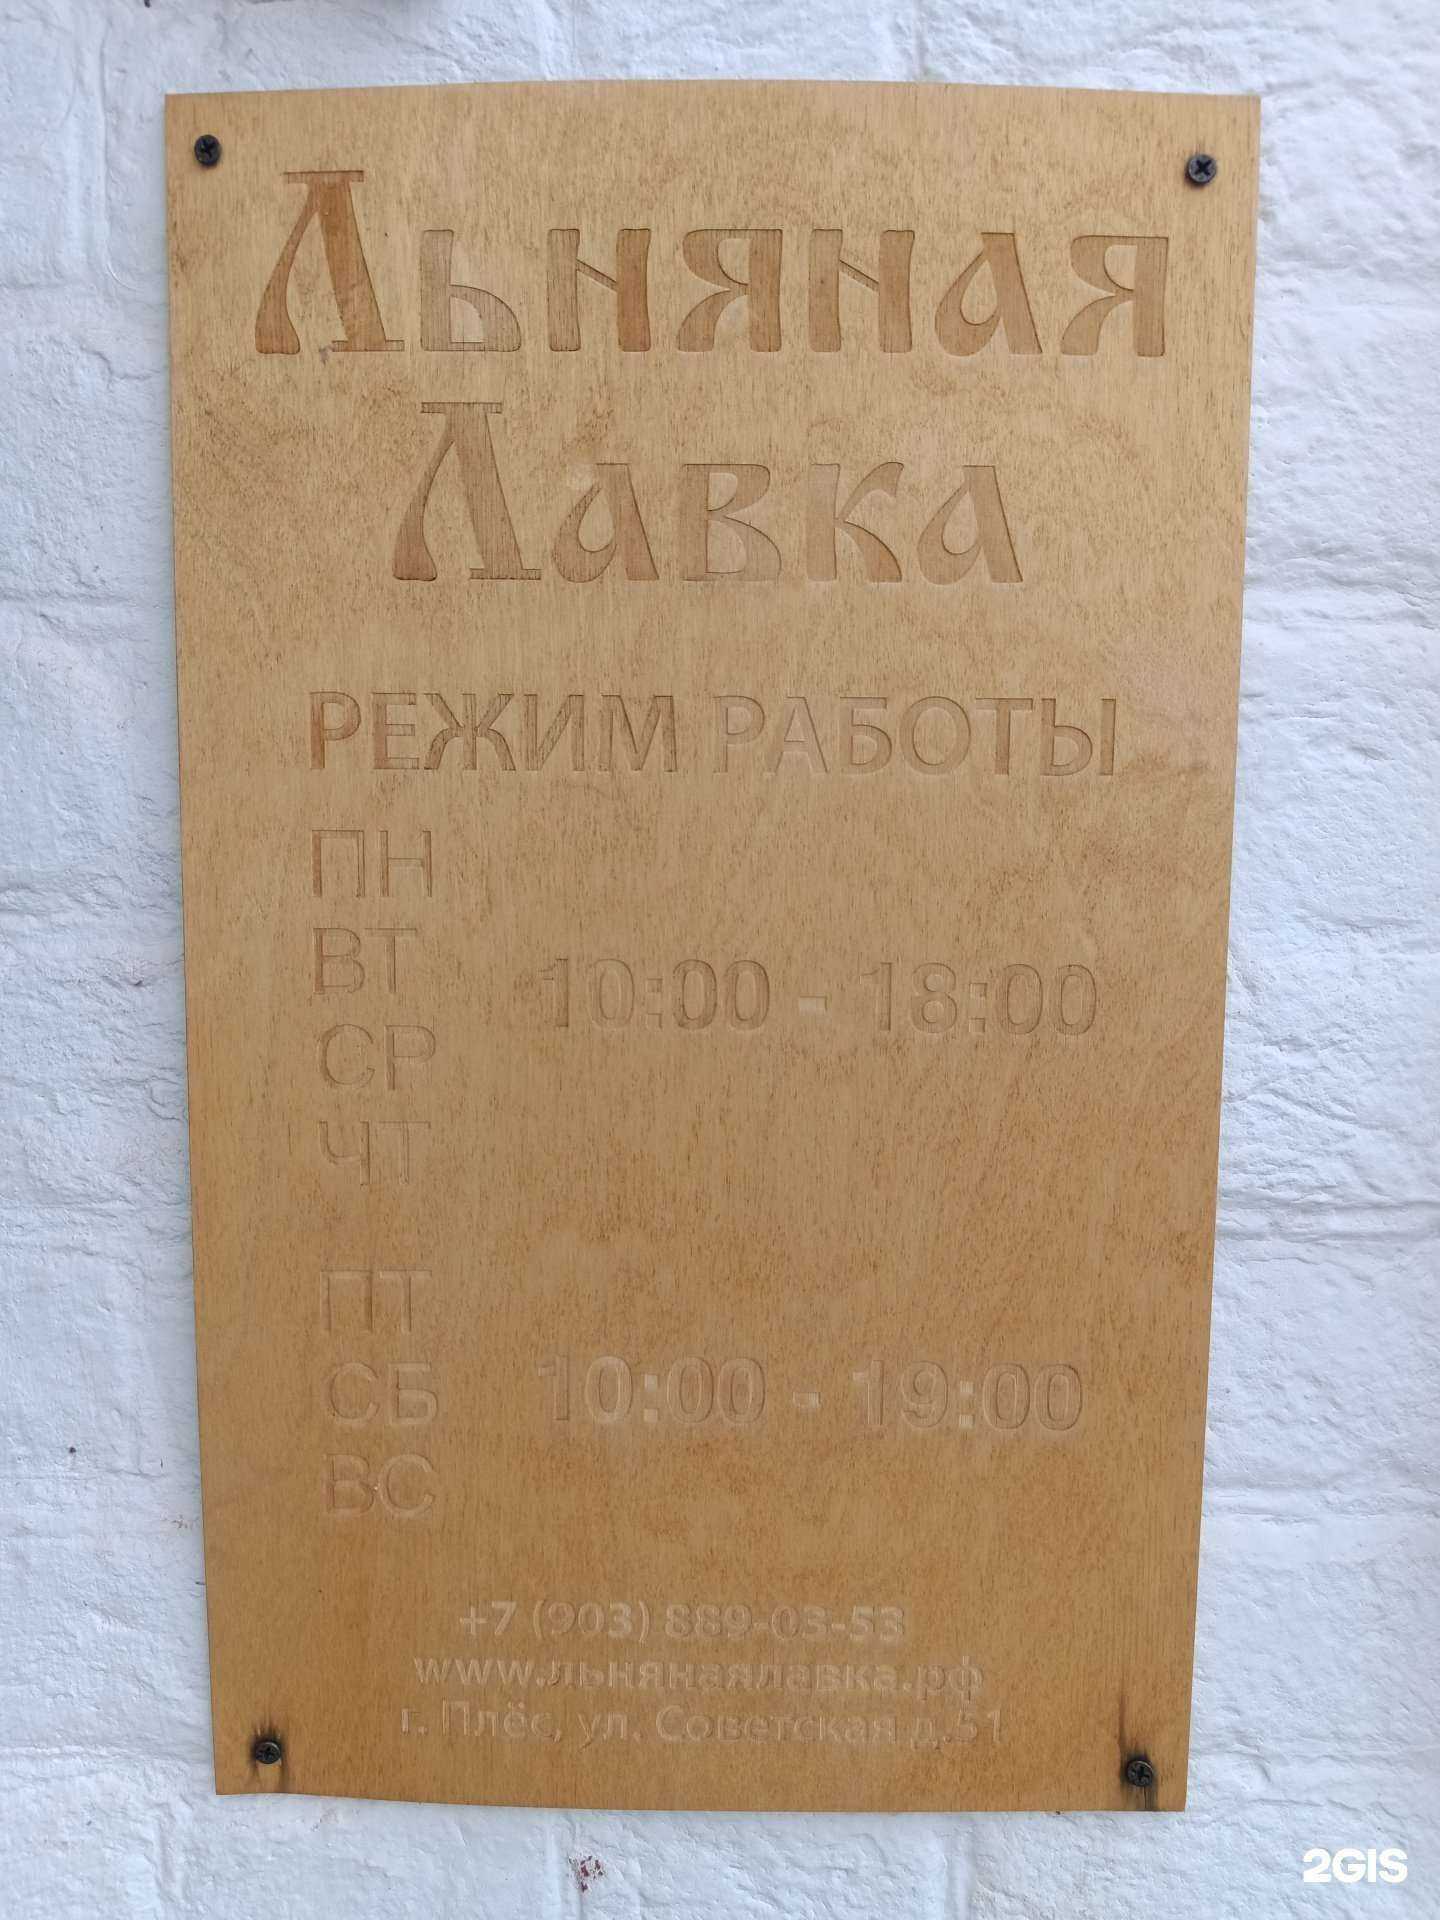 Льняная
Лавка
РЕЖИМ РАБОТЫ
ПН
ВТ
10:00 - 18:00
СР
ЧТ
ПТ
СБ
10:00 - 19:00
ВС
+7 (903) 889-03-53
www.льнянаялавка.рф
г. Плёс, ул. Советская д.51
2GIS